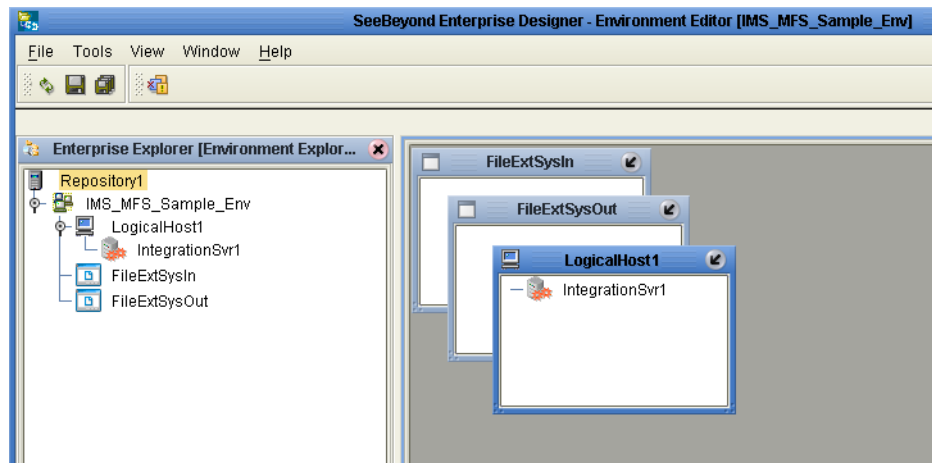 SeeBeyond Enterprise Designer - Environment Editor [IMS_MFS_Sample_Env]
File Tools View Window Help
Enterprise Explorer [Environment Explor...
Repository1
IMS_MFS_Sample_Env
LogicalHost1
IntegrationSvr1
FileExtSysIn
FileExtSysOut
FileExtSysIn
FileExtSysOut
LogicalHost1
IntegrationSvr1